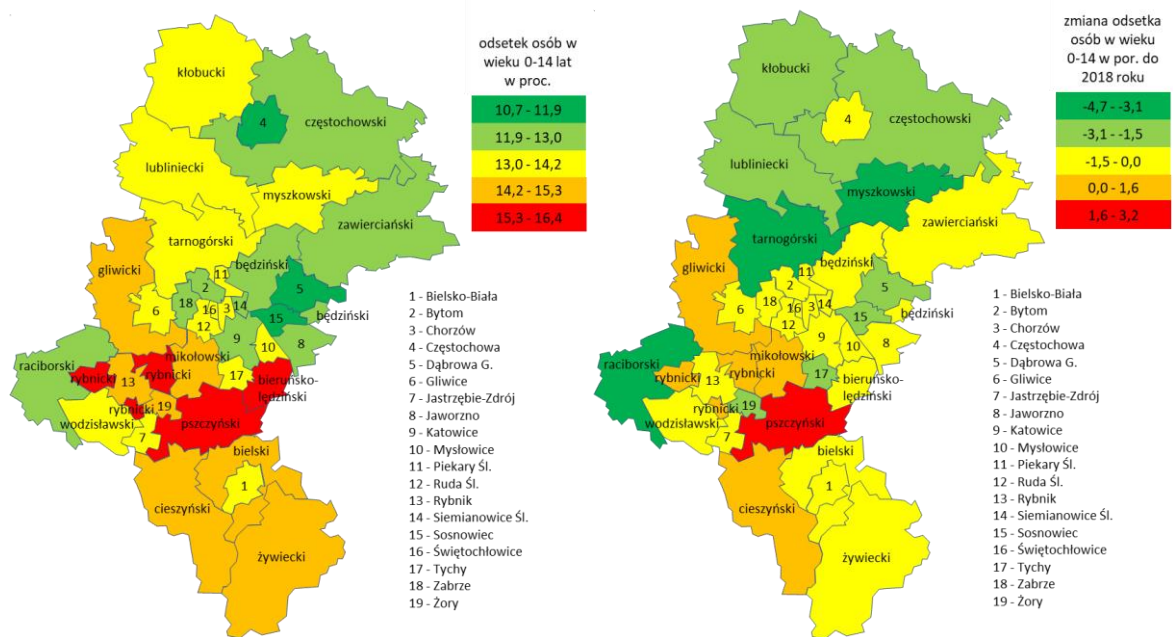 odsetek osób w
wieku 0-14 lat
w proc.
10,7 - 11,9
11,9 - 13,0
13,0 - 14,2
14,2 - 15,3
15,3 - 16,4
kłobucki
4
częstochowski
lubliniecki
myszkowski
zawierciański
tarnogórski
gliwicki
będziński
11
2
5
18
16
3
14
6
12
15
będziński
9
8
10
mikołowski
raciborski
rybnicki
13
rybnicki
17
bieruńsko-
lędziński
rybnicki
19
wodzisławski
pszczyński
7
bielski
1
cieszyński
żywiecki
1 - Bielsko-Biała
2 - Bytom
3 - Chorzów
4 - Częstochowa
5 - Dąbrowa G.
6 - Gliwice
7 - Jastrzębie-Zdrój
8 - Jaworzno
9 - Katowice
10 - Mysłowice
11 - Piekary Śl.
12 - Ruda Śl.
13 - Rybnik
14 - Siemianowice Śl.
15 - Sosnowiec
16 - Świętochłowice
17 - Tychy
18 - Zabrze
19 - Żory
zmiana odsetka
osób w wieku
0-14 w por. do
2018 roku
-4,7 - -3,1
-3,1 - -1,5
-1,5 - 0,0
0,0 - 1,6
1,6 - 3,2
kłobucki
4
częstochowski
lubliniecki
myszkowski
zawierciański
tarnogórski
gliwicki
będziński
11
2
5
18
16
3
14
6
12
15
będziński
9
8
10
mikołowski
raciborski
rybnicki
13
rybnicki
17
bieruńsko-
lędziński
rybnicki
19
wodzisławski
pszczyński
7
bielski
1
cieszyński
żywiecki
1 - Bielsko-Biała
2 - Bytom
3 - Chorzów
4 - Częstochowa
5 - Dąbrowa G.
6 - Gliwice
7 - Jastrzębie-Zdrój
8 - Jaworzno
9 - Katowice
10 - Mysłowice
11 - Piekary Śl.
12 - Ruda Śl.
13 - Rybnik
14 - Siemianowice Śl.
15 - Sosnowiec
16 - Świętochłowice
17 - Tychy
18 - Zabrze
19 - Żory